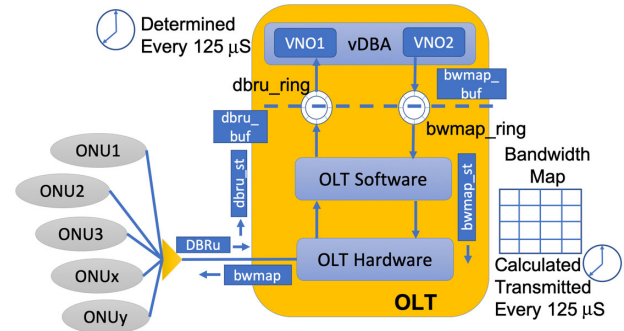 Determined
Every 125 µS
VNO1
vDBA
VNO2
dbru_ring
bwmap_
buf
dbru_
buf
bwmap_ring
ONU1
ONU2
ONU3
ONUx
ONUy
dbru_st
OLT Software
bwmap_st
Bandwidth
Map
DBRu
bwmap
OLT Hardware
OLT
Calculated
Transmitted
Every 125 µS